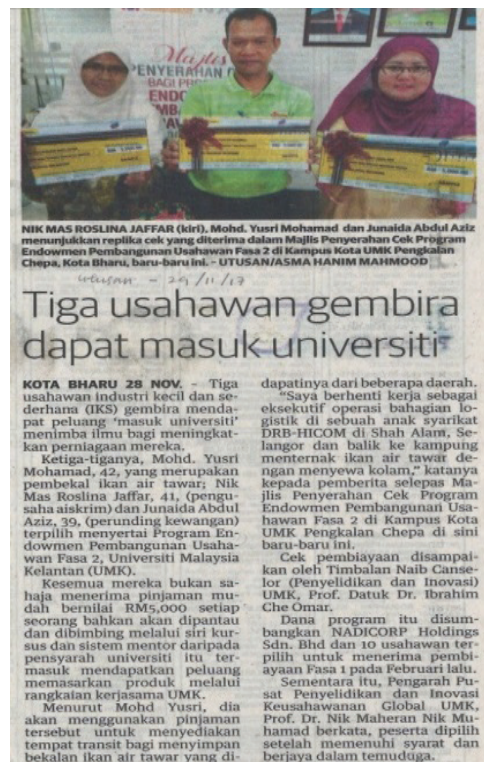 Majlis
PENYERAHAN
BAGI
NIK MAS ROSLINA JAFFAR (kiri), Mohd. Yusri Mohamad dan Junaida Abdul Aziz
menunjukkan replika cek yang diterima dalam Majlis Penyerahan Cek Program
Endowmen Pembangunan Usahawan Fasa 2 di Kampus Kota UMK Pengkalan
Chepa, Kota Bharu, baru-baru ini. - UTUSAN/ASMA HANIM MAHMOOD
utusan - 29/11/17
Tiga usahawan gembira
dapat masuk universiti
KOTA BHARU 28 NOV. - Tiga
usahawan industri kecil dan se-
derhana (IKS) gembira menda-
pat peluang 'masuk universiti'
menimba ilmu bagi meningkat-
kan perniagaan mereka.
Ketiga-tiganya, Mohd. Yusri
Mohamad, 42, yang merupakan
pembekal ikan air tawar; Nik
Mas Roslina Jaffar, 41, (pengu-
saha aiskrim) dan Junaida Abdul
Aziz, 39, (perunding kewangan)
terpilih menyertai Program En-
dowmen Pembangunan Usaha-
wan Fasa 2, Universiti Malaysia
Kelantan (UMK).
Kesemua mereka bukan sa-
haja menerima pinjaman mu-
dah bernilai RM5,000 setiap
seorang bahkan akan dipantau
dan dibimbing melalui siri kur-
sus dan sistem mentor daripada
pensyarah universiti itu ter-
masuk mendapatkan peluang
memasarkan produk melalui
rangkaian kerjasama UMK.
Menurut Mohd Yusri, dia
akan menggunakan pinjaman
tersebut untuk menyediakan
tempat transit bagi menyimpan
bekalan ikan air tawar yang di-
dapatinya dari beberapa daerah.
"Saya berhenti kerja sebagai
eksekutif operasi bahagian lo-
gistik di sebuah anak syarikat
DRB-HICOM di Shah Alam, Se-
langor dan balik ke kampung
menternak ikan air tawar de-
ngan menyewa kolam," katanya
kepada pemberita selepas Ma-
jlis Penyerahan Cek Program
Endowmen Pembangunan Usa-
hawan Fasa 2 di Kampus Kota
UMK Pengkalan Chepa di sini
baru-baru ini.
Cek pembiayaan disampai-
kan oleh Timbalan Naib Canse-
lor (Penyelidikan dan Inovasi)
UMK, Prof. Datuk Dr. Ibrahim
Che Omar.
Dana program itu disum-
bangkan NADICORP Holdings
Sdn. Bhd dan 10 usahawan ter-
pilih untuk menerima pembi-
ayaan Fasa 1 pada Februari lalu.
Sementara itu, Pengarah Pu-
sat Penyelidikan dan Inovasi
Keusahawanan Global UMK,
Prof. Dr. Nik Maheran Nik Mu-
hamad berkata, peserta dipilih
setelah memenuhi syarat dan
berjaya dalam temuduga.